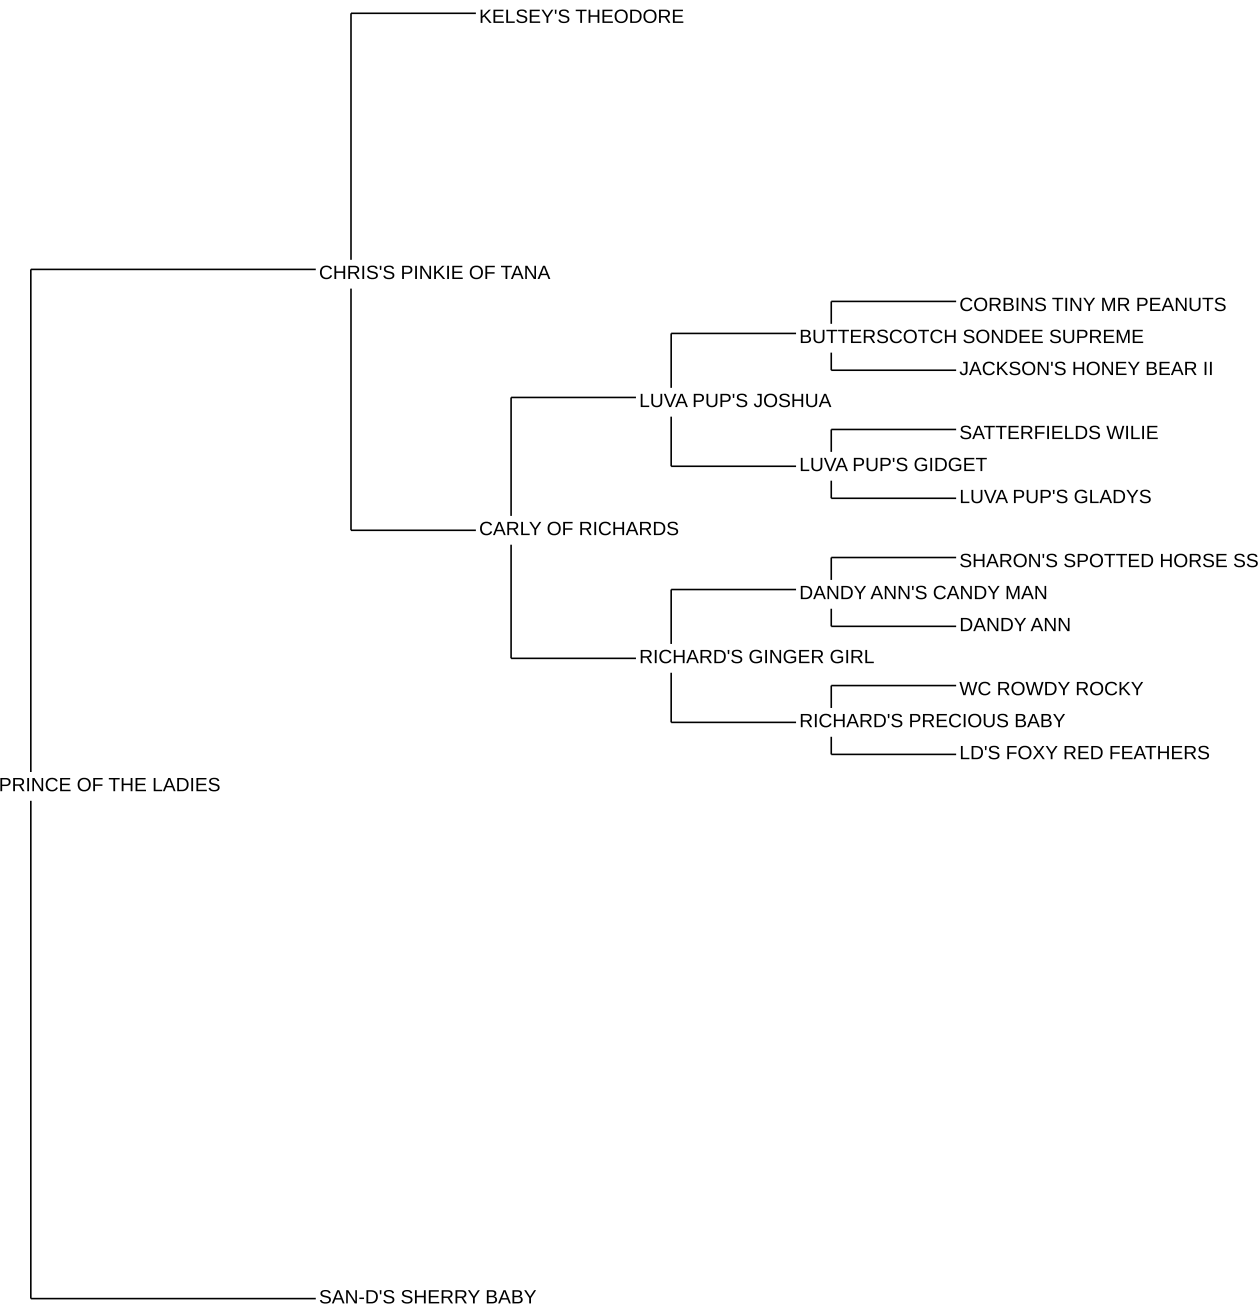 KELSEY'S THEODORE
CHRIS'S PINKIE OF TANA
CORBINS TINY MR PEANUTS
BUTTERSCOTCH SONDEE SUPREME
JACKSON'S HONEY BEAR II
LUVA PUP'S JOSHUA
SATTERFIELDS WILIE
LUVA PUP'S GIDGET
LUVA PUP'S GLADYS
CARLY OF RICHARDS
SHARON'S SPOTTED HORSE SS
DANDY ANN'S CANDY MAN
DANDY ANN
RICHARD'S GINGER GIRL
WC ROWDY ROCKY
RICHARD'S PRECIOUS BABY
LD'S FOXY RED FEATHERS
PRINCE OF THE LADIES
SAN-D'S SHERRY BABY